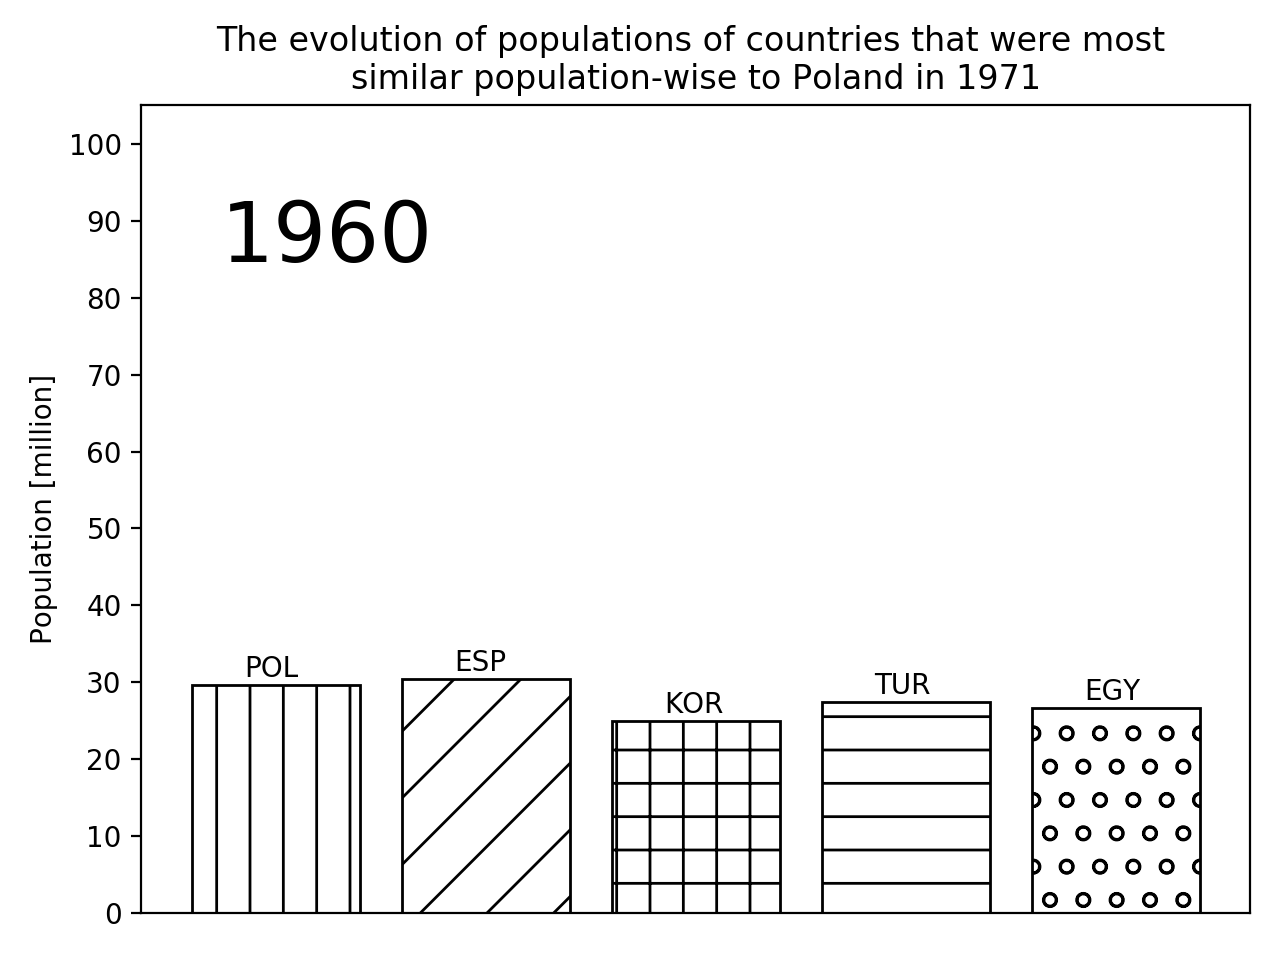 The evolution of populations of countries that were most
similar population-wise to Poland in 1971
100
90
80
70
60
50
40
30
20
10
0
Population [million]
1960
POL
ESP
KOR
TUR
EGY